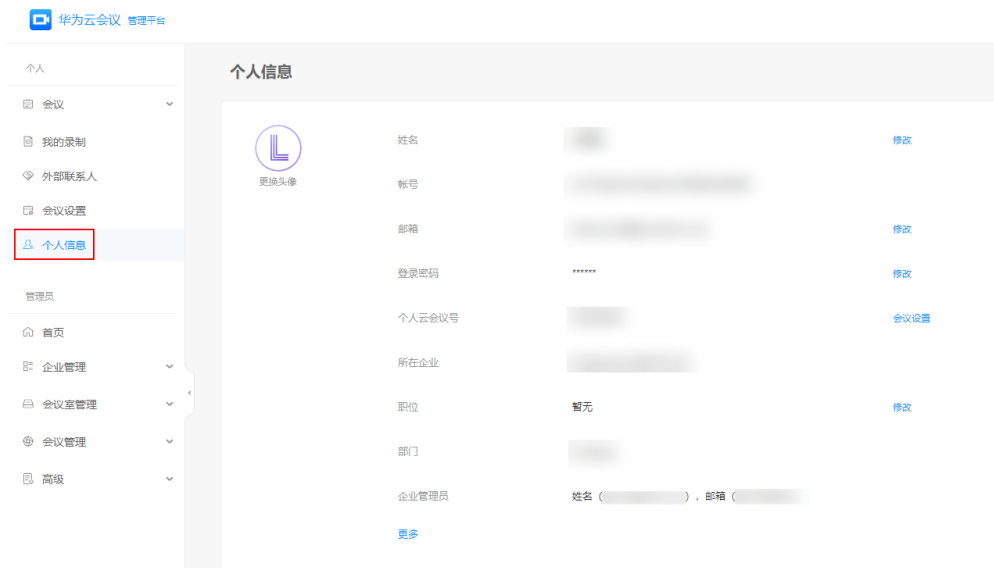 华为云会议 管理平台
个人
会议
我的录制
外部联系人
会议设置
个人信息
管理员
首页
企业管理
会议室管理
会议管理
高级
个人信息
更换头像
姓名 修改
帐号
邮箱 修改
登录密码 ****** 修改
个人云会议号 会议设置
所在企业
职位 暂无 修改
部门
企业管理员 姓名（ ），邮箱（
更多